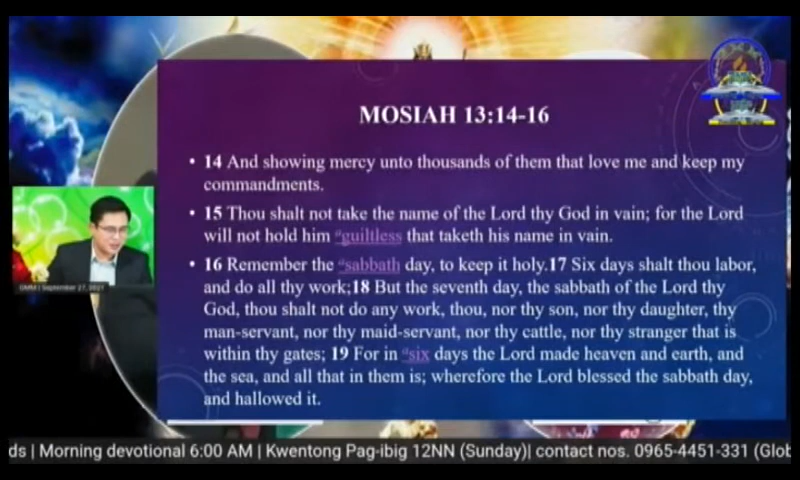 MOSIAH 13:14-16
• 14 And showing mercy unto thousands of them that love me and keep my
commandments.
• 15 Thou shalt not take the name of the Lord thy God in vain; for the Lord
will not hold him ᵃguiltless that taketh his name in vain.
• 16 Remember the ᵃsabbath day, to keep it holy.17 Six days shalt thou labor,
and do all thy work;18 But the seventh day, the sabbath of the Lord thy
God, thou shalt not do any work, thou, nor thy son, nor thy daughter, thy
man-servant, nor thy maid-servant, nor thy cattle, nor thy stranger that is
within thy gates; 19 For in ᵃsix days the Lord made heaven and earth, and
the sea, and all that in them is; wherefore the Lord blessed the sabbath day,
and hallowed it.
GMM | September 27, 2021
ds | Morning devotional 6:00 AM | Kwentong Pag-ibig 12NN (Sunday)| contact nos. 0965-4451-331 (Glob